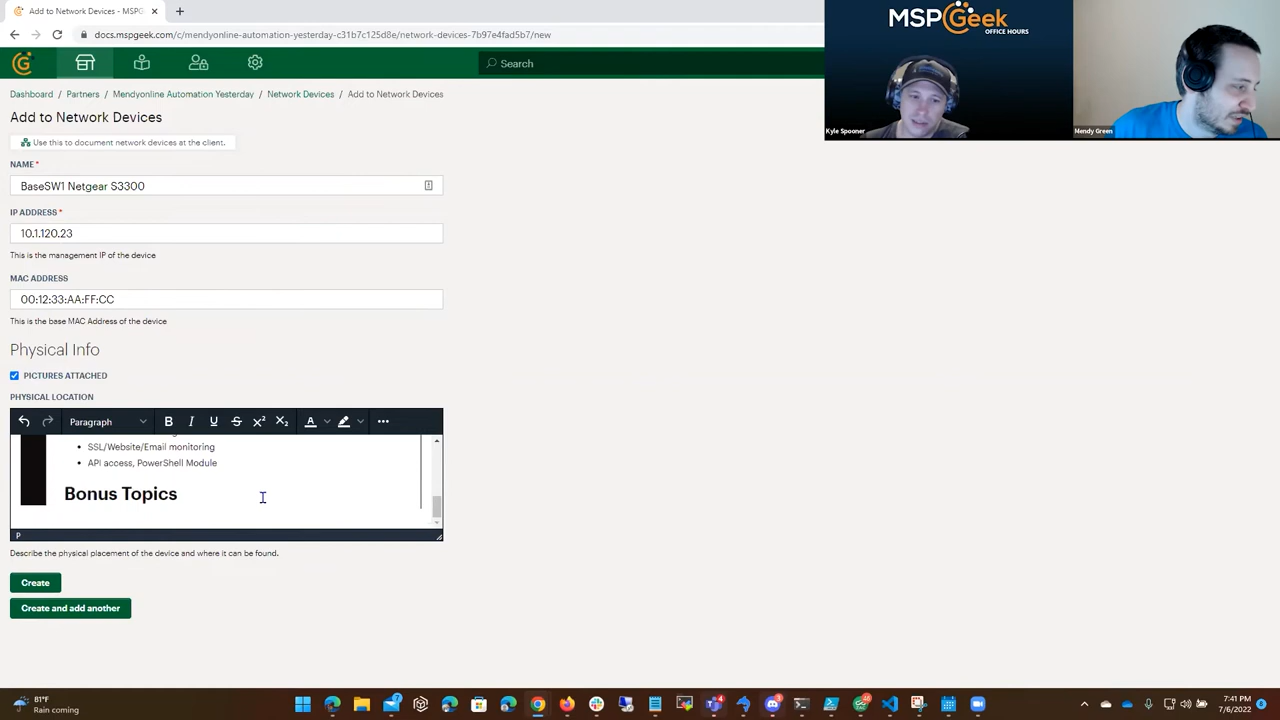 Add to Network Devices - MSPG
docs.mspgeek.com/c/mendyonline-automation-yesterday-c31b7c125d8e/network-devices-7b97e4fad5b7/new
MSPGeek
OFFICE HOURS
Search
Kyle Spooner
Mendy Green
Dashboard / Partners / Mendyonline Automation Yesterday / Network Devices / Add to Network Devices
Add to Network Devices
Use this to document network devices at the client.
NAME *
BaseSW1 Netgear S3300
IP ADDRESS *
10.1.120.23
This is the management IP of the device
MAC ADDRESS
00:12:33:AA:FF:CC
This is the base MAC Address of the device
Physical Info
PICTURES ATTACHED
PHYSICAL LOCATION
Paragraph B I U S X² X₂ A
• SSL/Website/Email monitoring
• API access, PowerShell Module
Bonus Topics
P
Describe the physical placement of the device and where it can be found.
Create
Create and add another
81°F
Rain coming
7:41 PM
7/6/2022